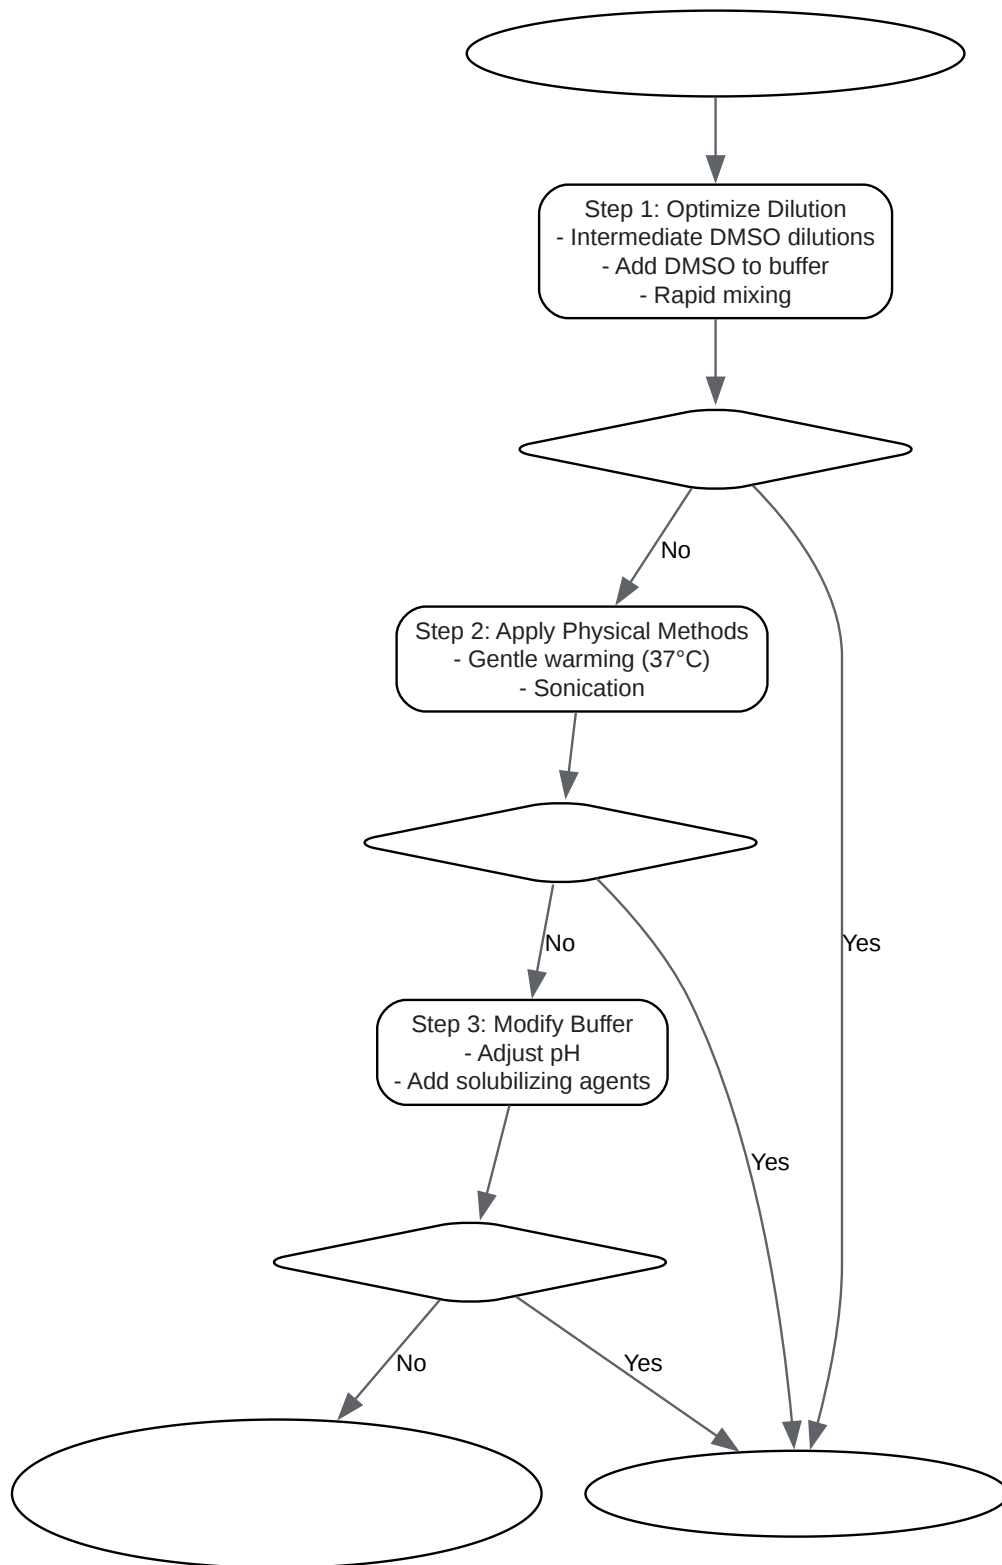 Step 1: Optimize Dilution
- Intermediate DMSO dilutions
- Add DMSO to buffer
- Rapid mixing
No
Step 2: Apply Physical Methods
- Gentle warming (37°C)
- Sonication
No
Yes
Step 3: Modify Buffer
- Adjust pH
- Add solubilizing agents
Yes
No
Yes